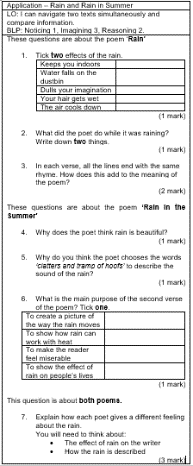 Application – Rain and Rain in Summer
LO: I can navigate two texts simultaneously and
compare information.
BLP: Noticing 1, Imagining 3, Reasoning 2.
These questions are about the poem 'Rain'
1. Tick two effects of the rain.
Keeps you indoors
Water falls on the
dustbin
Dulls your imagination
Your hair gets wet
The air cools down
(1 mark)
2. What did the poet do while it was raining?
Write down two things.
(1 mark)
3. In each verse, all the lines end with the same
rhyme. How does this add to the meaning of
the poem?
(2 mark)
These questions are about the poem 'Rain in the
Summer'
4. Why does the poet think rain is beautiful?
(1 mark)
5. Why do you think the poet chooses the words
'clatters and tramp of hoofs' to describe the
sound of the rain?
(1 mark)
6. What is the main purpose of the second verse
of the poem? Tick one.
To create a picture of
the way the rain moves
To show how rain can
work with heat
To make the reader
feel miserable
To show the effect of
rain on people's lives
(1 mark)
This question is about both poems.
7. Explain how each poet gives a different feeling
about the rain.
You will need to think about:
• The effect of rain on the writer
• How the rain is described
(3 mark)